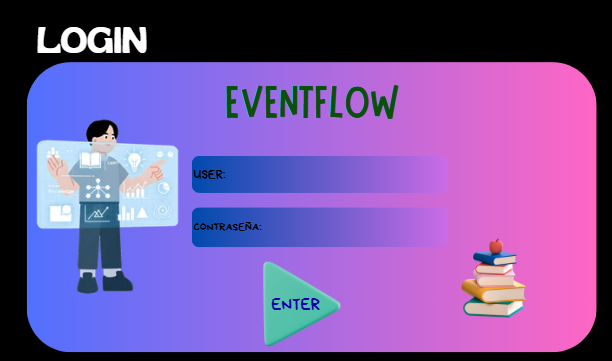 LOGIN
EVENTFLOW
USER:
CONTRASEÑA:
ENTER